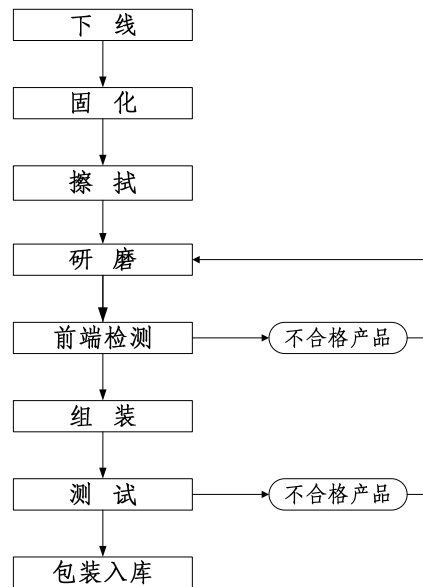 下 线
固 化
擦 拭
研 磨
前端检测
不合格产品
组 装
测 试
不合格产品
包装入库